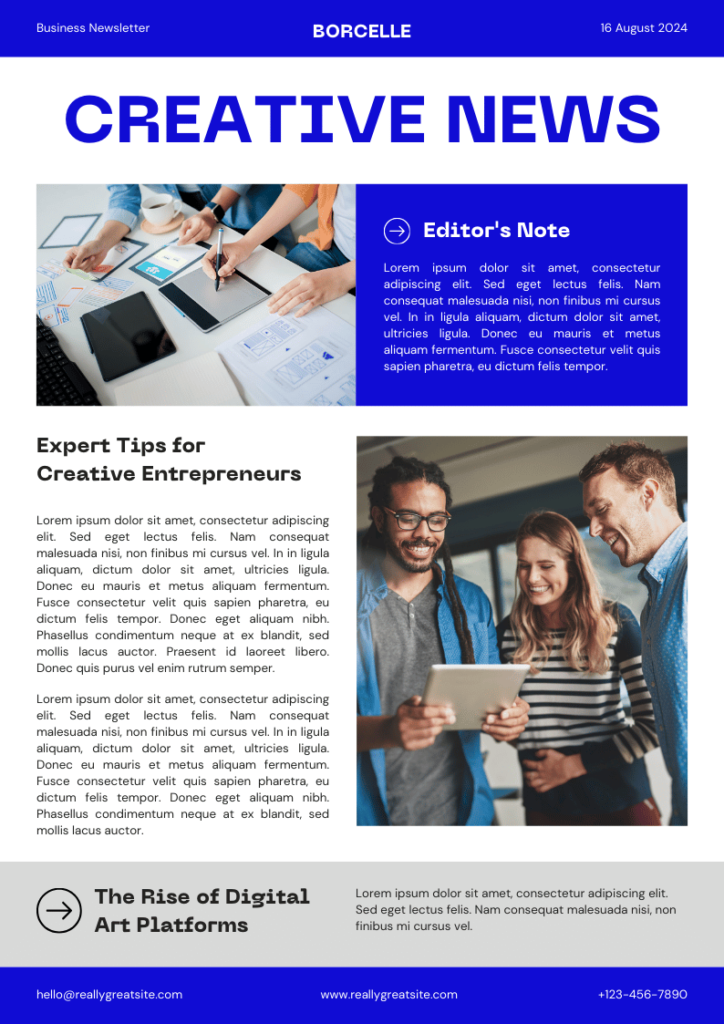 Business Newsletter
BORCELLE
16 August 2024
CREATIVE NEWS
Editor's Note
Lorem ipsum dolor sit amet, consectetur
adipiscing elit. Sed eget lectus felis. Nam
consequat malesuada nisi, non finibus mi cursus
vel. In in ligula aliquam, dictum dolor sit amet,
ultricies ligula. Donec eu mauris et metus
aliquam fermentum. Fusce consectetur velit quis
sapien pharetra, eu dictum felis tempor.
Expert Tips for
Creative Entrepreneurs
Lorem ipsum dolor sit amet, consectetur adipiscing
elit. Sed eget lectus felis. Nam consequat
malesuada nisi, non finibus mi cursus vel. In in ligula
aliquam, dictum dolor sit amet, ultricies ligula.
Donec eu mauris et metus aliquam fermentum.
Fusce consectetur velit quis sapien pharetra, eu
dictum felis tempor. Donec eget aliquam nibh.
Phasellus condimentum neque at ex blandit, sed
mollis lacus auctor. Praesent id laoreet libero.
Donec quis purus vel enim rutrum semper.
Lorem ipsum dolor sit amet, consectetur adipiscing
elit. Sed eget lectus felis. Nam consequat
malesuada nisi, non finibus mi cursus vel. In in ligula
aliquam, dictum dolor sit amet, ultricies ligula.
Donec eu mauris et metus aliquam fermentum.
Fusce consectetur velit quis sapien pharetra, eu
dictum felis tempor. Donec eget aliquam nibh.
Phasellus condimentum neque at ex blandit, sed
mollis lacus auctor.
The Rise of Digital
Art Platforms
Lorem ipsum dolor sit amet, consectetur adipiscing elit.
Sed eget lectus felis. Nam consequat malesuada nisi, non
finibus mi cursus vel.
hello@reallygreatsite.com
www.reallygreatsite.com
+123-456-7890